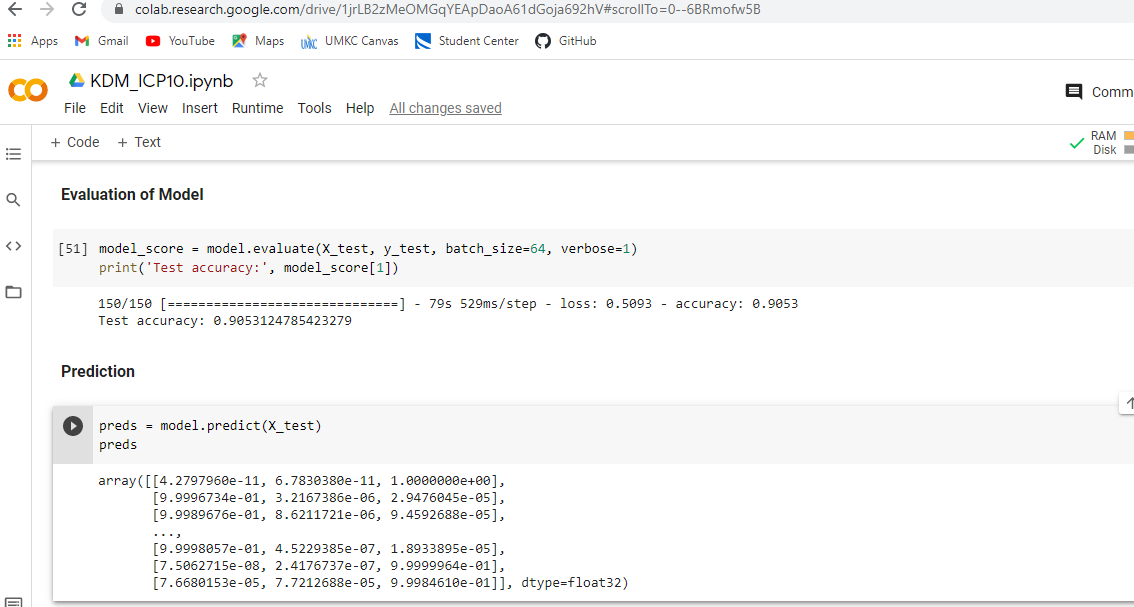 colab.research.google.com/drive/1jrLB2zMeOMGqYEApDaoA61dGoja692hV#scrollTo=0--6BRmofw5B
Apps Gmail YouTube Maps UMKC UMKC Canvas Student Center GitHub
CO KDM_ICP10.ipynb
File Edit View Insert Runtime Tools Help All changes saved
Comm
+ Code + Text
RAM
Disk
Evaluation of Model
[51] model_score = model.evaluate(X_test, y_test, batch_size=64, verbose=1)
print('Test accuracy:', model_score[1])
150/150 [==============================] - 79s 529ms/step - loss: 0.5093 - accuracy: 0.9053
Test accuracy: 0.9053124785423279
Prediction
preds = model.predict(X_test)
preds
array([[4.2797960e-11, 6.7830380e-11, 1.0000000e+00],
[9.9996734e-01, 3.2167386e-06, 2.9476045e-05],
[9.9989676e-01, 8.6211721e-06, 9.4592688e-05],
...,
[9.9998057e-01, 4.5229385e-07, 1.8933895e-05],
[7.5062715e-08, 2.4176737e-07, 9.9999964e-01],
[7.6680153e-05, 7.7212688e-05, 9.9984610e-01]], dtype=float32)